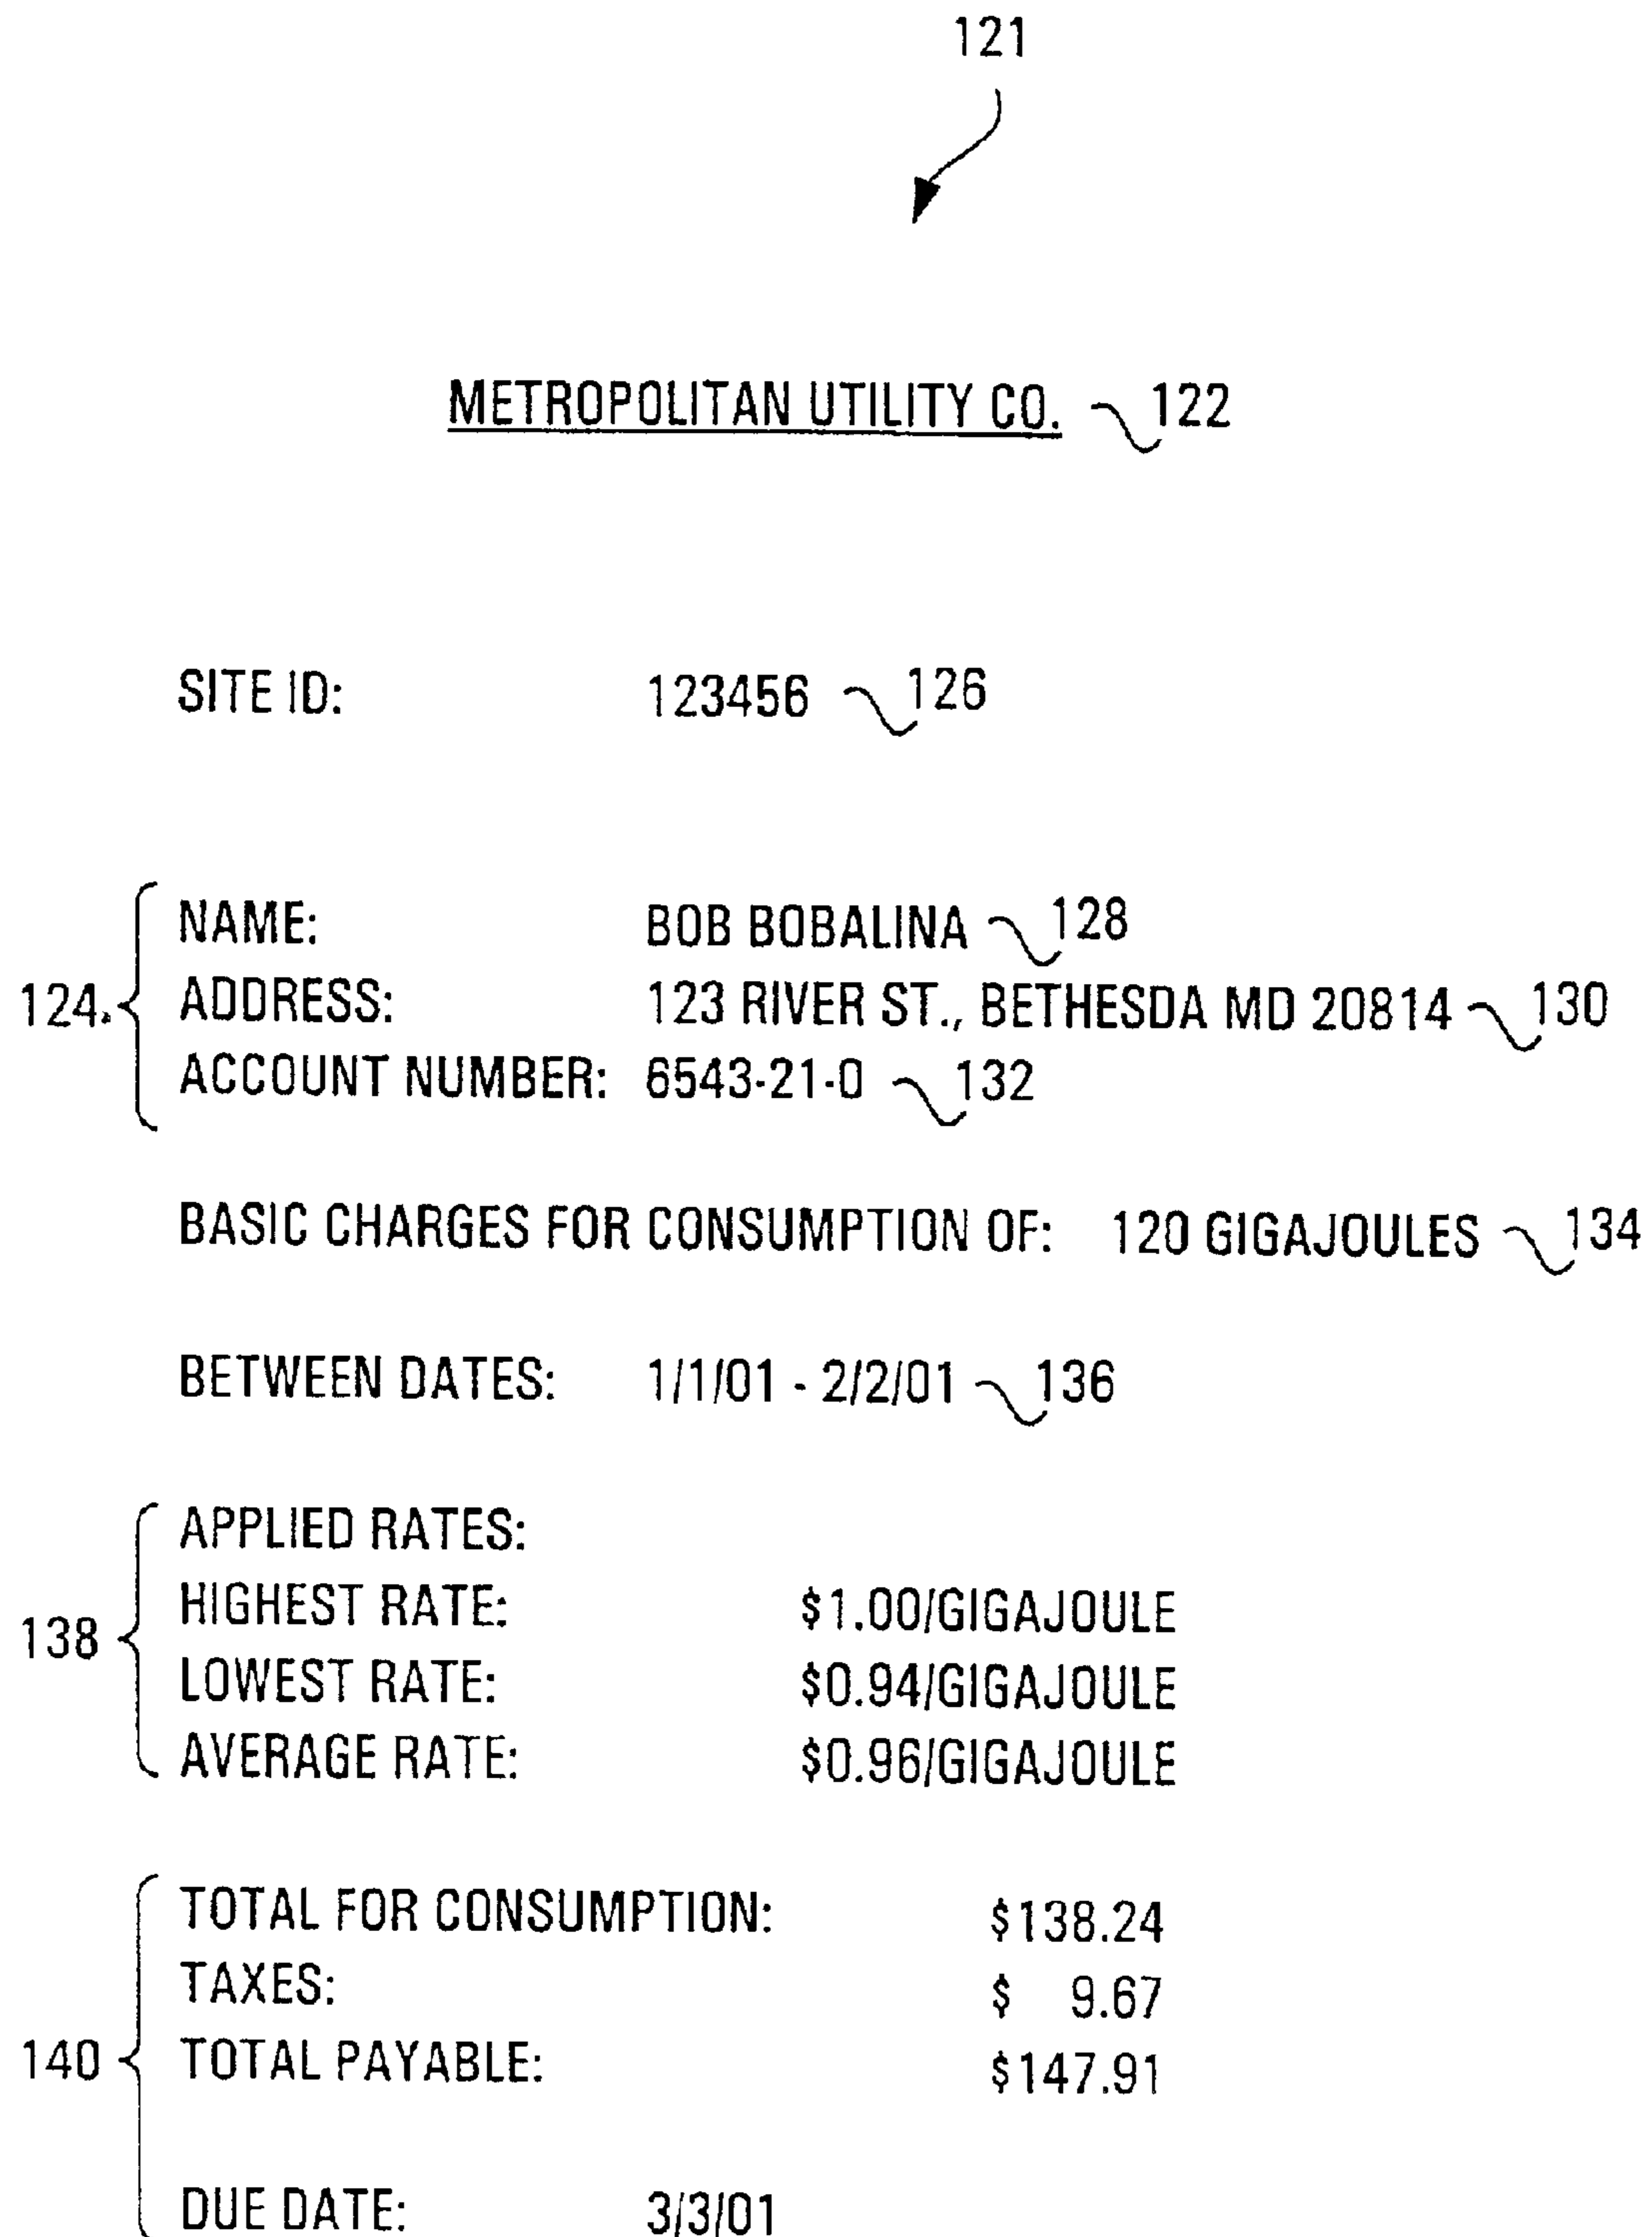 121
METROPOLITAN UTILITY CO. 122
SITE ID: 123456 126
NAME: BOB BOBALINA 128
124. ADDRESS: 123 RIVER ST., BETHESDA MD 20814 130
ACCOUNT NUMBER: 6543-21-0 132
BASIC CHARGES FOR CONSUMPTION OF: 120 GIGAJOULES 134
BETWEEN DATES: 1/1/01 - 2/2/01 136
APPLIED RATES:
HIGHEST RATE: $1.00/GIGAJOULE
138
LOWEST RATE: $0.94/GIGAJOULE
AVERAGE RATE: $0.96/GIGAJOULE
TOTAL FOR CONSUMPTION: $138.24
TAXES: $ 9.67
140 TOTAL PAYABLE: $147.91
DUE DATE: 3/3/01